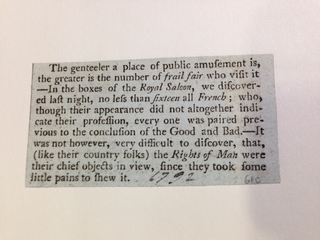 The genteeler a place of public amusement is,
the greater is the number of frail fair who visit it
—In the boxes of the Royal Saloon, we discover-
ed laſt night, no leſs than ſixteen all French; who,
though their appearance did not altogether indi-
cate their profeſſion, every one was paired pre-
vious to the concluſion of the Good and Bad.—It
was not however, very difficult to diſcover, that,
(like their country folks) the Rights of Man were
their chief objects in view, ſince they took ſome
little pains to ſhew it. 1792